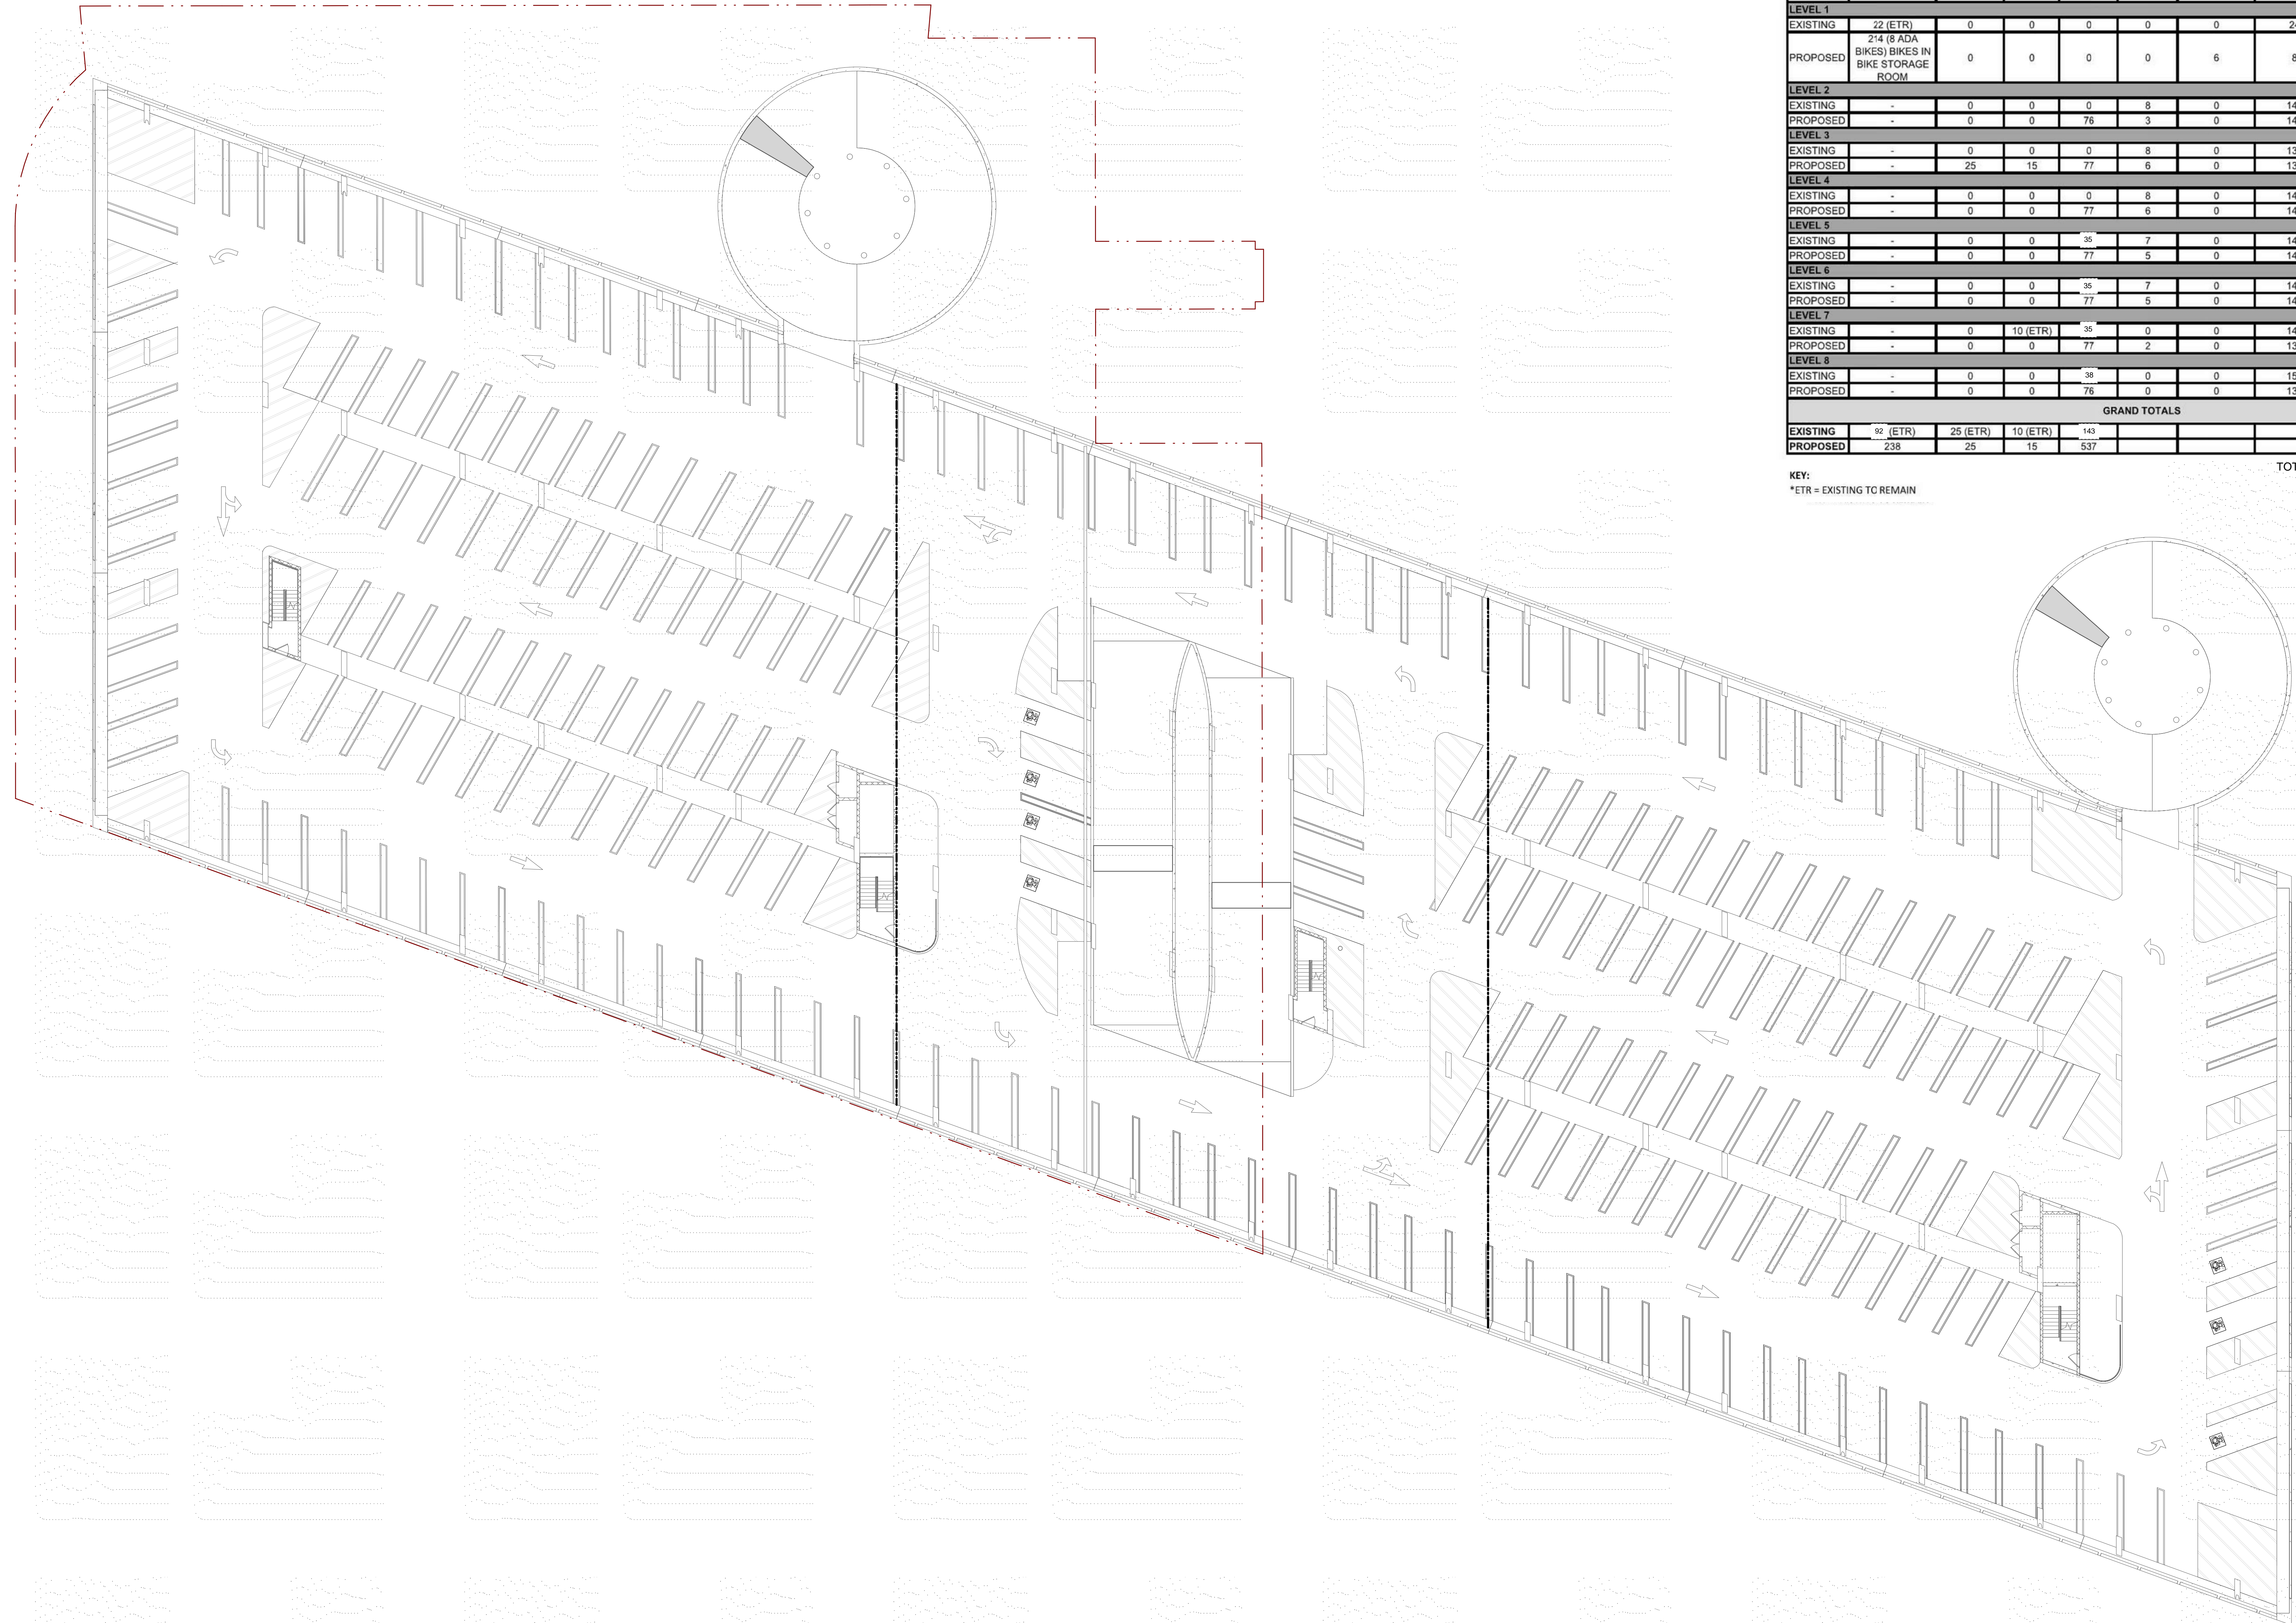 LEVEL 1
EXISTING 22 (ETR) 0 0 0 0 0
214 (8 ADA
BIKES) BIKES IN
PROPOSED 0 0 0 0 6
BIKE STORAGE
ROOM
LEVEL 2
EXISTING - 0 0 0 8 0
PROPOSED - 0 0 76 3 0
LEVEL 3
EXISTING - 0 0 0 8 0
PROPOSED - 25 15 77 6 0
LEVEL 4
EXISTING - 0 0 0 8 0
PROPOSED - 0 0 77 6 0
LEVEL 5
EXISTING - 0 0 35 7 0
PROPOSED - 0 0 77 5 0
LEVEL 6
EXISTING - 0 0 35 7 0
PROPOSED - 0 0 77 5 0
LEVEL 7
EXISTING - 0 10 (ETR) 35 0 0
PROPOSED - 0 0 77 2 0
LEVEL 8
EXISTING - 0 0 38 0 0
PROPOSED - 0 0 76 0 0
GRAND TOTALS
EXISTING 92 (ETR) 25 (ETR) 10 (ETR) 143
PROPOSED 238 25 15 537
KEY:
*ETR = EXISTING TO REMAIN